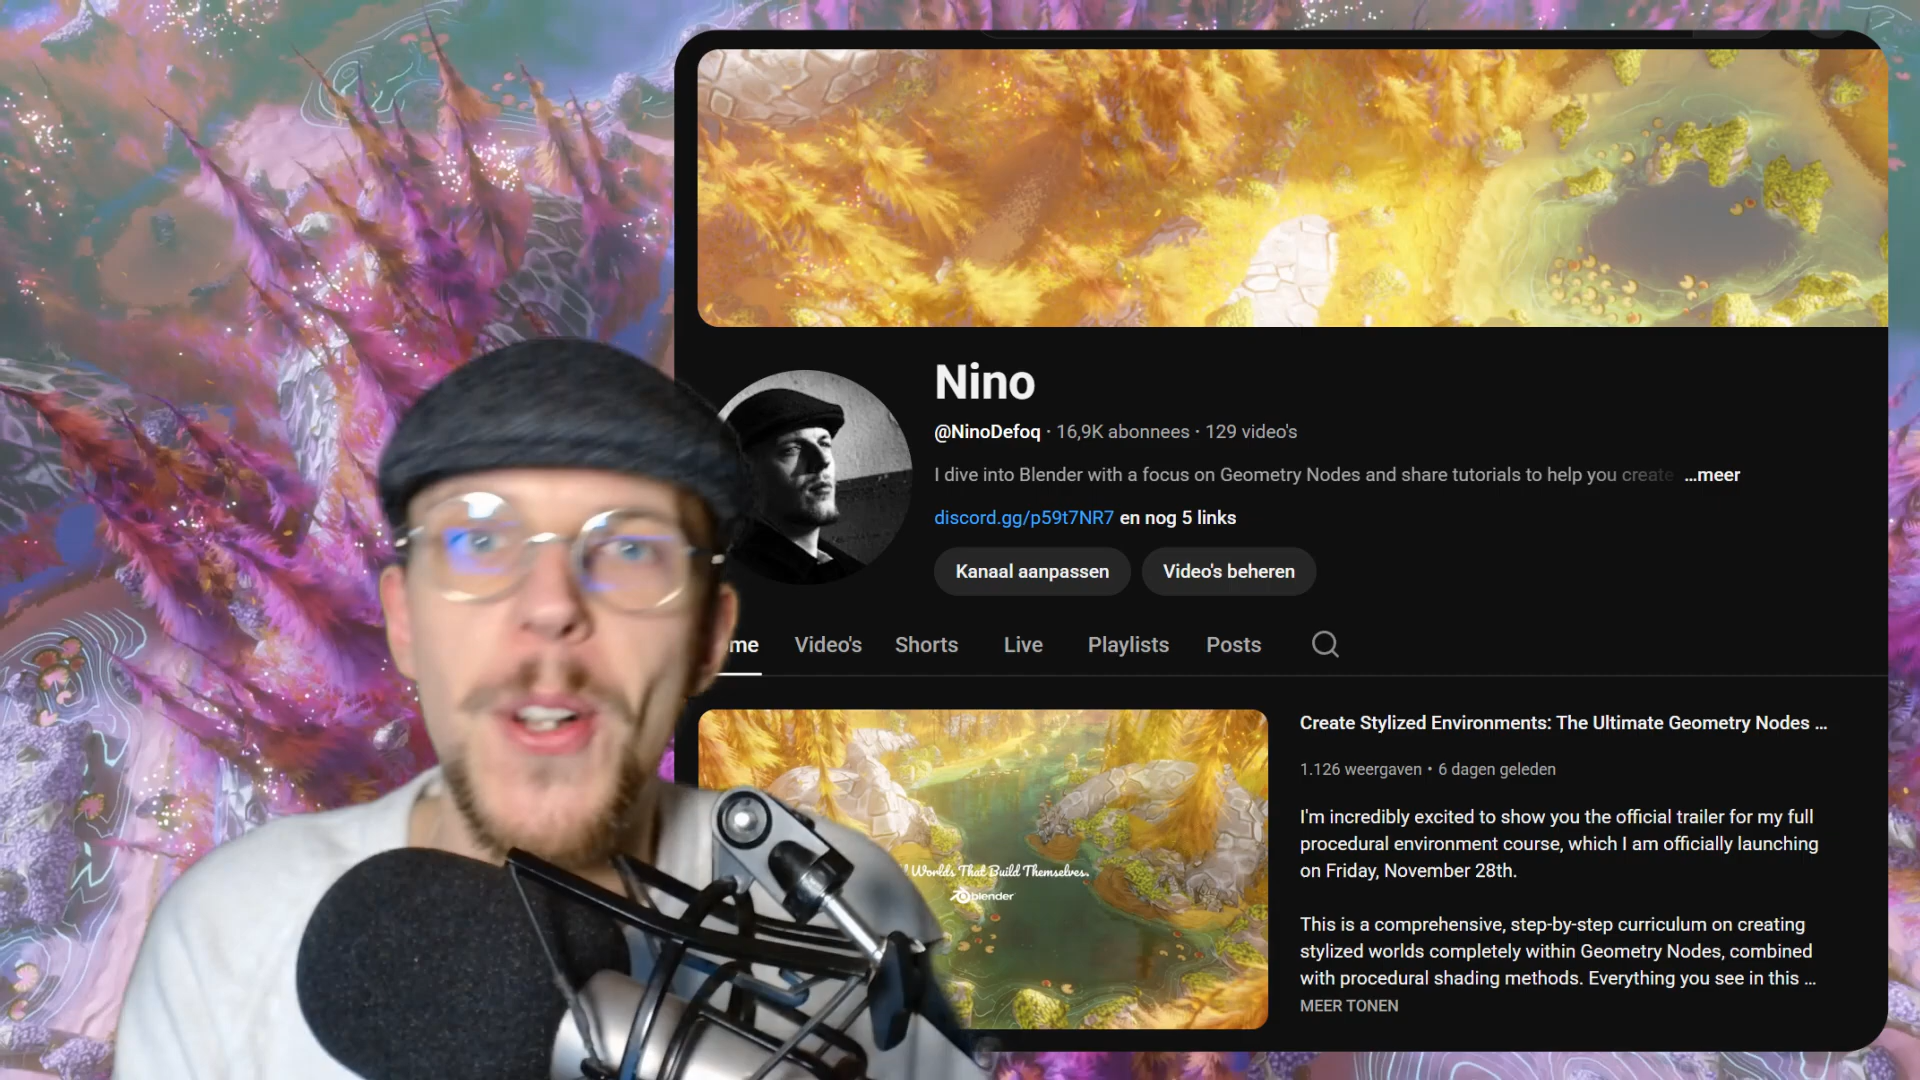 Nino
@NinoDefoq · 16,9K abonnees · 129 video's
I dive into Blender with a focus on Geometry Nodes and share tutorials to help you create ...meer
discord.gg/p59t7NR7 en nog 5 links
Kanaal aanpassen Video's beheren
me Video's Shorts Live Playlists Posts
Create Stylized Environments: The Ultimate Geometry Nodes ...
1.126 weergaven • 6 dagen geleden
I'm incredibly excited to show you the official trailer for my full
procedural environment course, which I am officially launching
on Friday, November 28th.
This is a comprehensive, step-by-step curriculum on creating
stylized worlds completely within Geometry Nodes, combined
with procedural shading methods. Everything you see in this ...
MEER TONEN
Worlds That Build Themselves.
blender